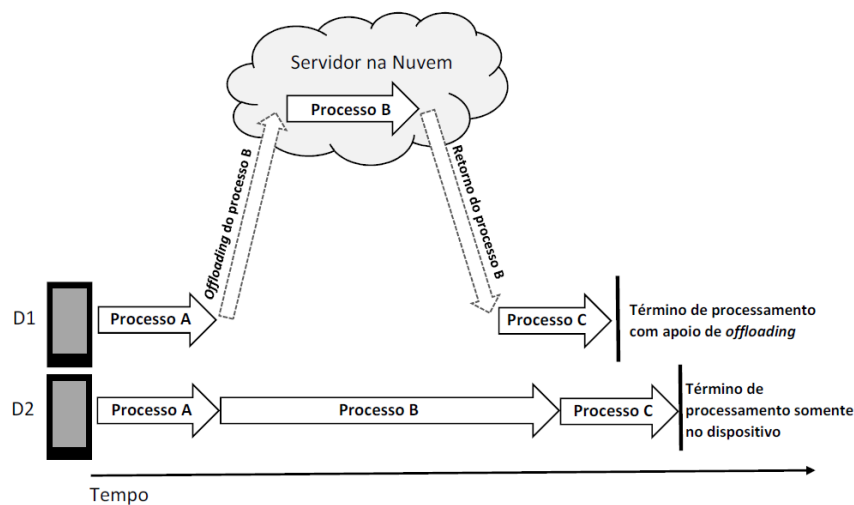 Servidor na Nuvem
Processo B
Offloading do processo B
Retorno do processo B
D1
Processo A
Processo C
Término de processamento
com apoio de offloading
D2
Processo A
Processo B
Processo C
Término de
processamento somente
no dispositivo
Tempo